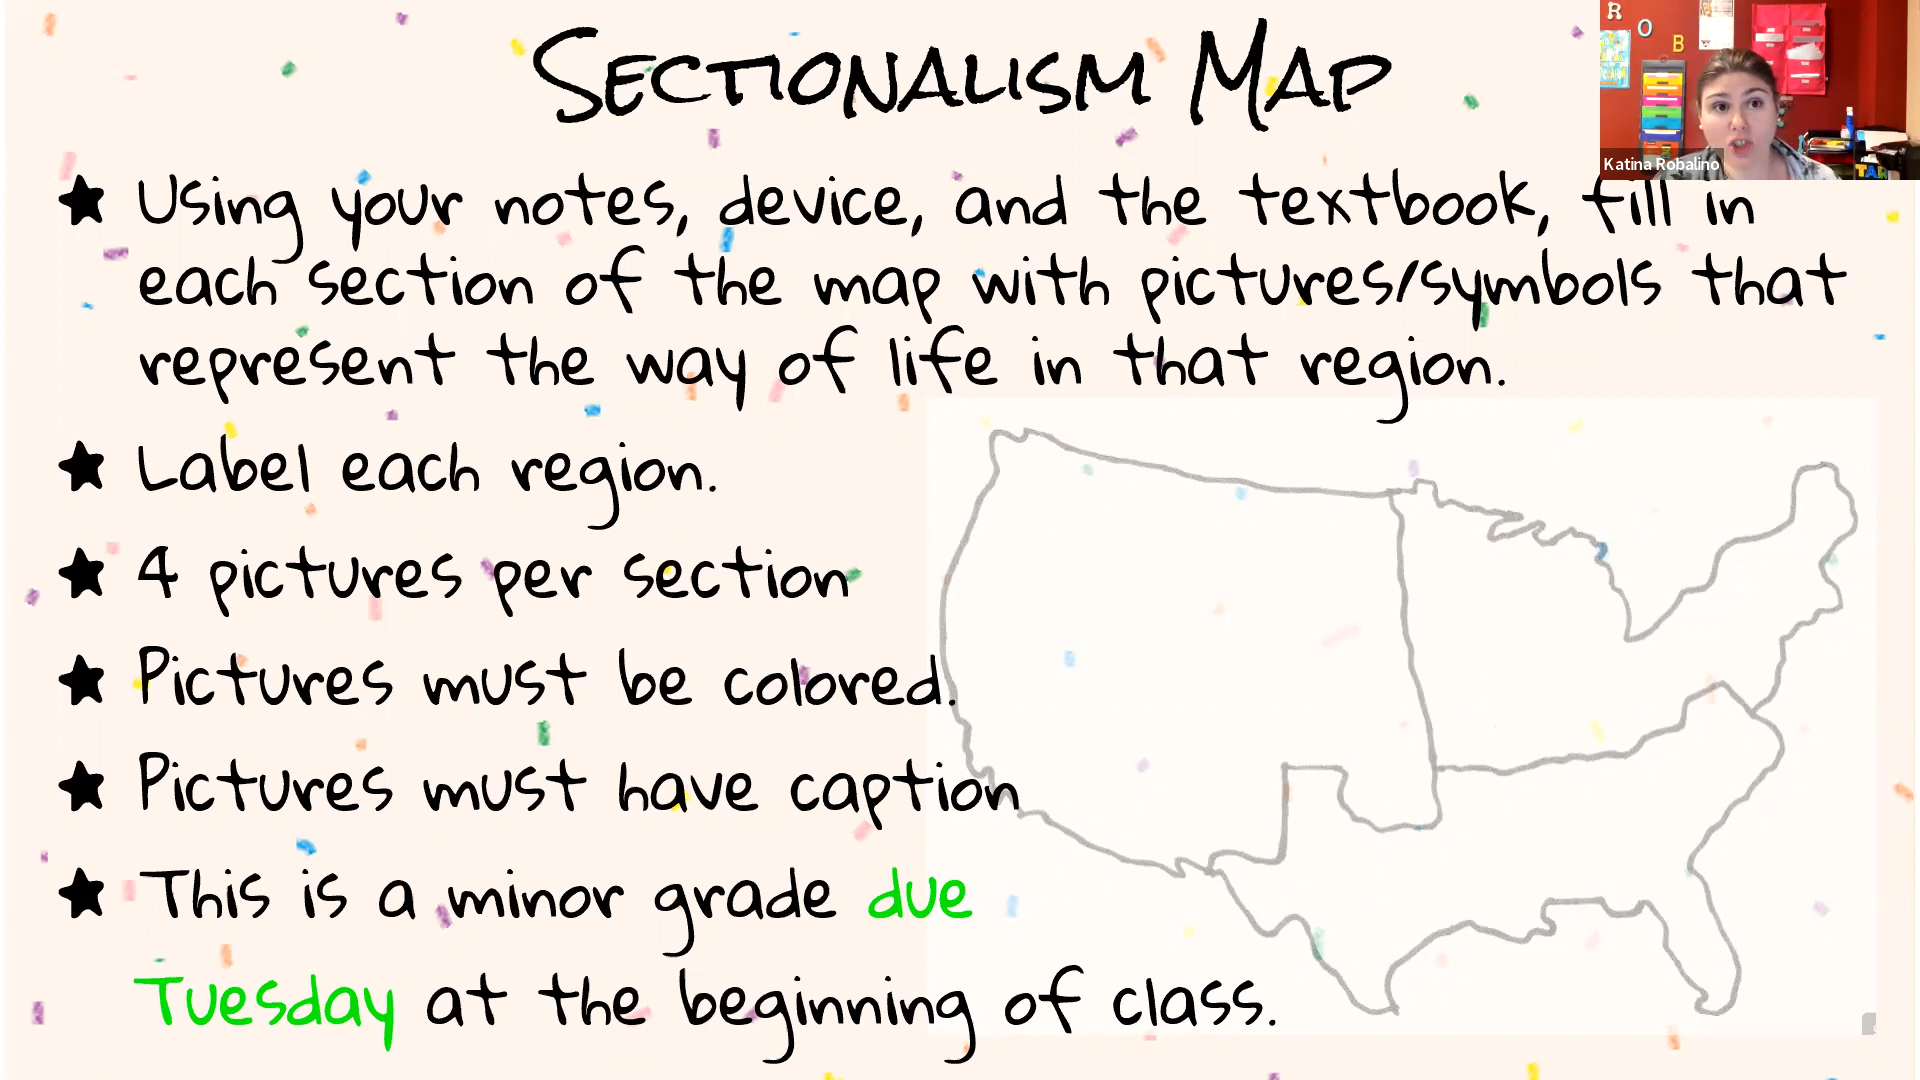 Sectionalism Map
R
O
B
Katina Robalino
★ Using your notes, device, and the textbook, fill in
each section of the map with pictures/symbols that
represent the way of life in that region.
★ Label each region.
★ 4 pictures per section
★ Pictures must be colored.
★ Pictures must have caption
★ This is a minor grade due
Tuesday at the beginning of class.